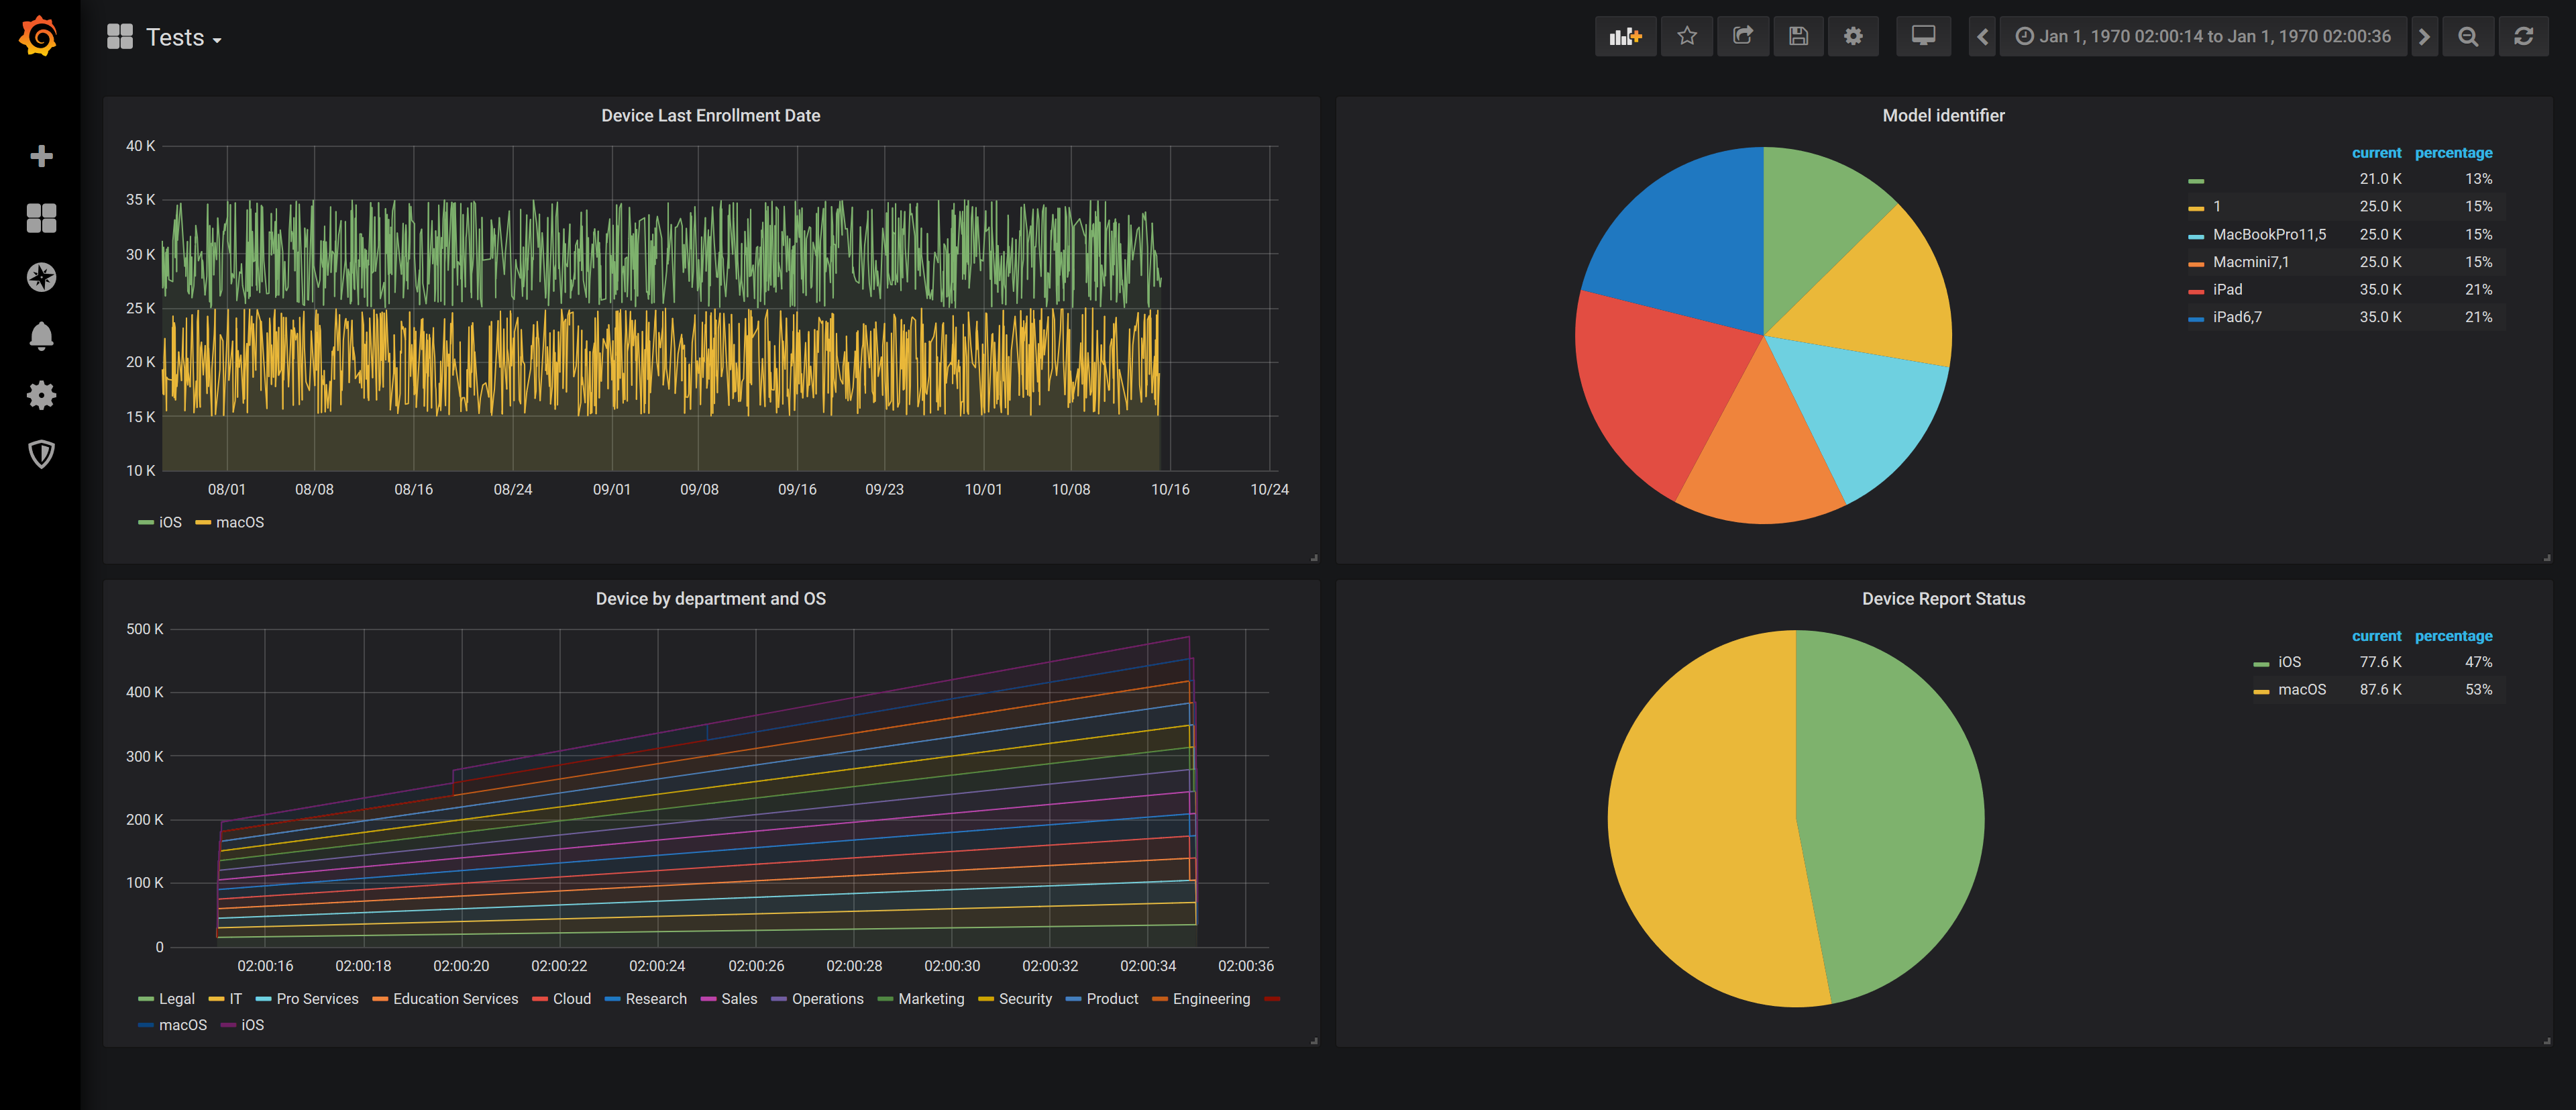 Tests
Jan 1, 1970 02:00:14 to Jan 1, 1970 02:00:36
Device Last Enrollment Date
40 K
35 K
30 K
25 K
20 K
15 K
10 K
08/01 08/08 08/16 08/24 09/01 09/08 09/16 09/23 10/01 10/08 10/16 10/24
iOS macOS
Model identifier
current percentage
21.0 K 13%
1 25.0 K 15%
MacBookPro11,5 25.0 K 15%
Macmini7,1 25.0 K 15%
iPad 35.0 K 21%
iPad6,7 35.0 K 21%
Device by department and OS
500 K
400 K
300 K
200 K
100 K
0
02:00:16 02:00:18 02:00:20 02:00:22 02:00:24 02:00:26 02:00:28 02:00:30 02:00:32 02:00:34 02:00:36
Legal IT Pro Services Education Services Cloud Research Sales Operations Marketing Security Product Engineering
macOS iOS
Device Report Status
current percentage
iOS 77.6 K 47%
macOS 87.6 K 53%